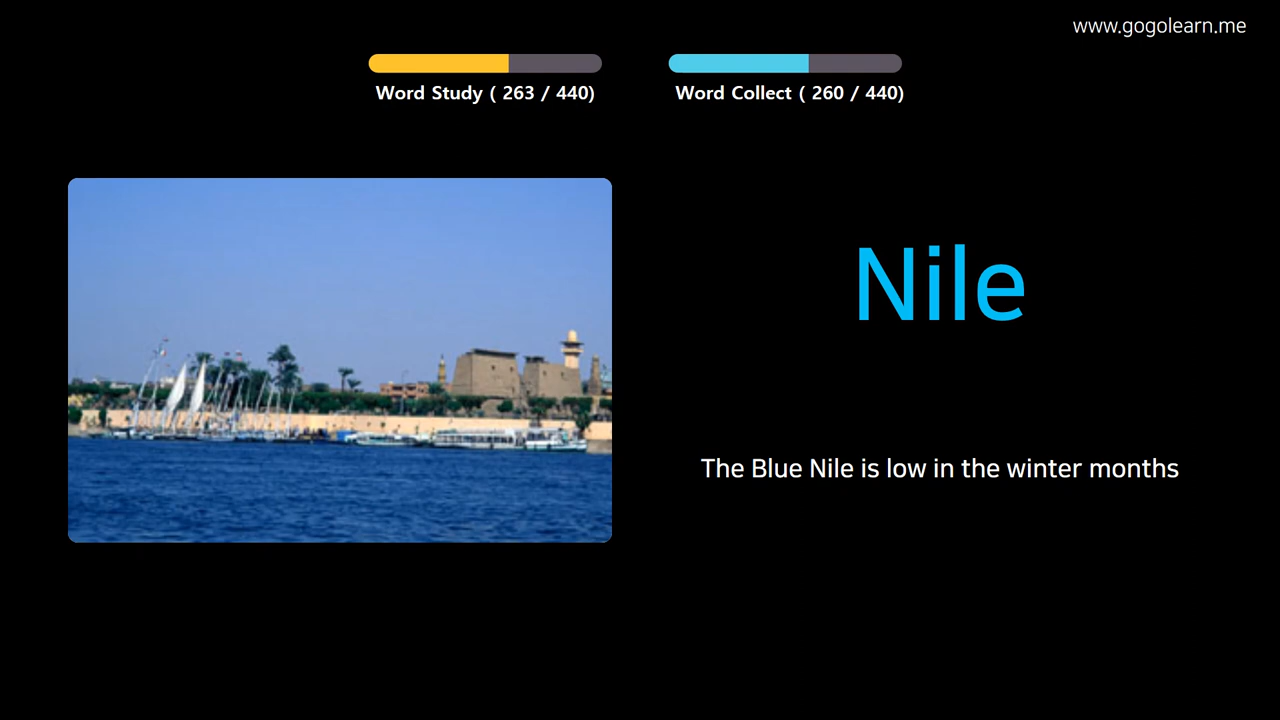 www.gogolearn.me
Word Study ( 263 / 440)
Word Collect ( 260 / 440)
Nile
The Blue Nile is low in the winter months